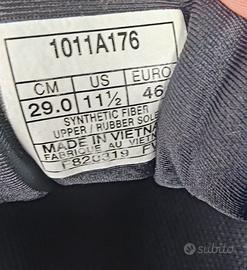 1011A176
CM US EURO
29.0 11½ 46
SYNTHETIC FIBER
UPPER / RUBBER SOLE
MADE IN VIETNAM
FABRIQUE AU VIETNAM
F820319
subito